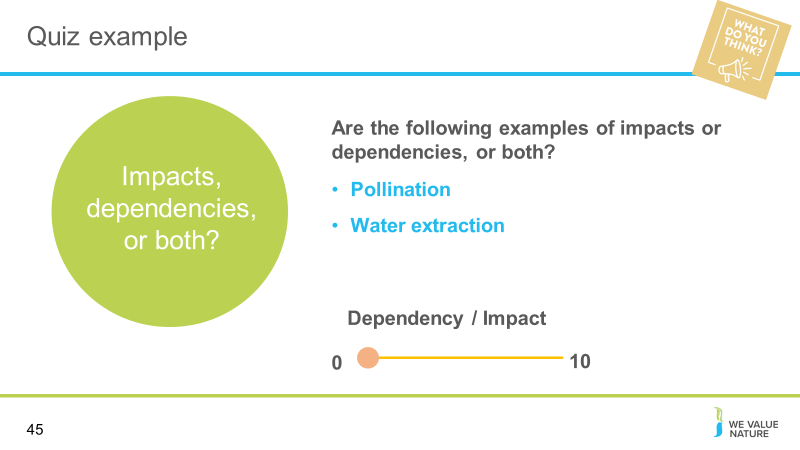 Quiz example
WHAT
DO YOU
THINK?
Impacts,
dependencies,
or both?
Are the following examples of impacts or
dependencies, or both?
• Pollination
• Water extraction
Dependency / Impact
0
10
45
WE VALUE
NATURE